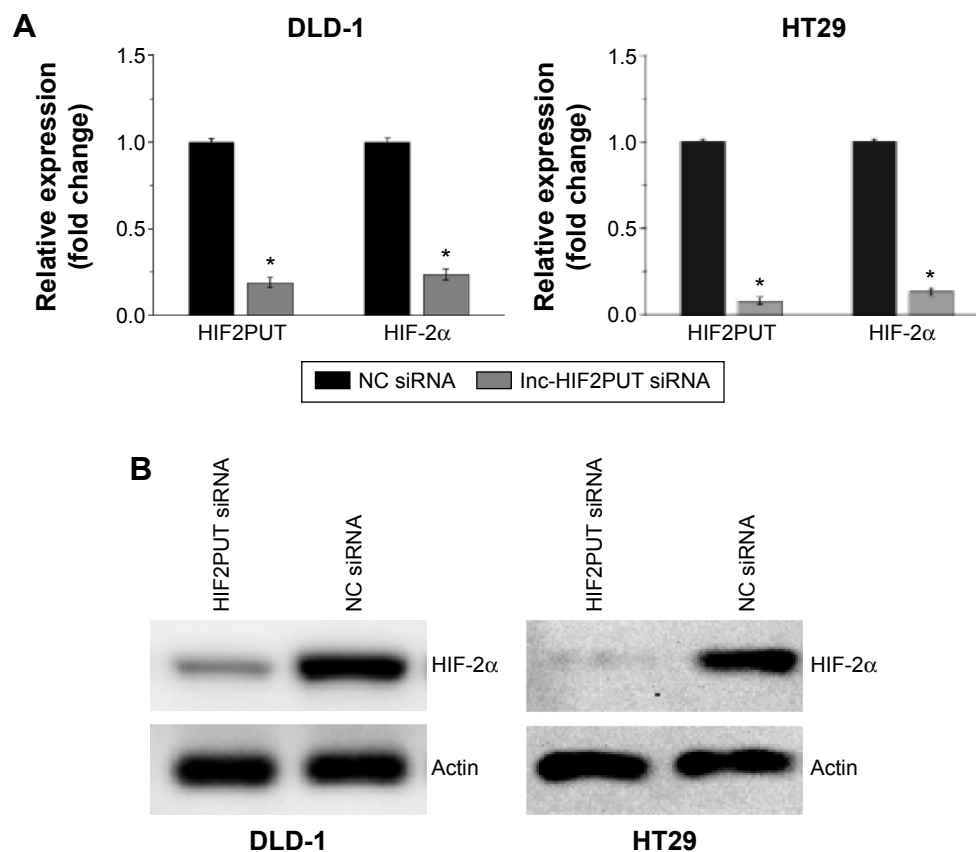 A
DLD-1
HT29
Relative expression
(fold change)
1.5
1.0
0.5
0.0
*
*
HIF2PUT
HIF-2α
Relative expression
(fold change)
1.5
1.0
0.5
0.0
*
*
HIF2PUT
HIF-2α
NC siRNA
lnc-HIF2PUT siRNA
B
HIF2PUT siRNA
NC siRNA
HIF2PUT siRNA
NC siRNA
HIF-2α
HIF-2α
Actin
Actin
DLD-1
HT29